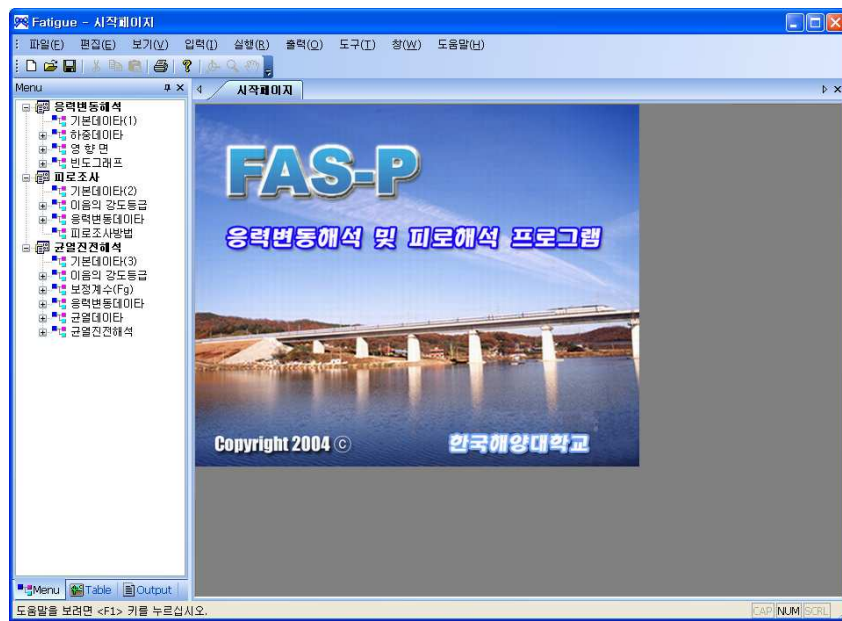 Fatigue - 시작페이지
파일(F) 편집(E) 보기(V) 입력(I) 실행(R) 출력(O) 도구(T) 창(W) 도움말(H)
Menu
시작페이지
응력변동해석
기본데이타(1)
하중데이타
영 향 면
빈도그래프
피로조사
기본데이타(2)
이음의 강도등급
응력변동데이타
피로조사방법
균열진전해석
기본데이타(3)
이음의 강도등급
보정계수(Fg)
응력변동데이타
균열데이타
균열진전해석
FAS-P
응력변동해석 및 피로해석 프로그램
Copyright 2004 ⓒ 한국해양대학교
Menu Table Output
도움말을 보려면 <F1> 키를 누르십시오. CAP NUM SCRL